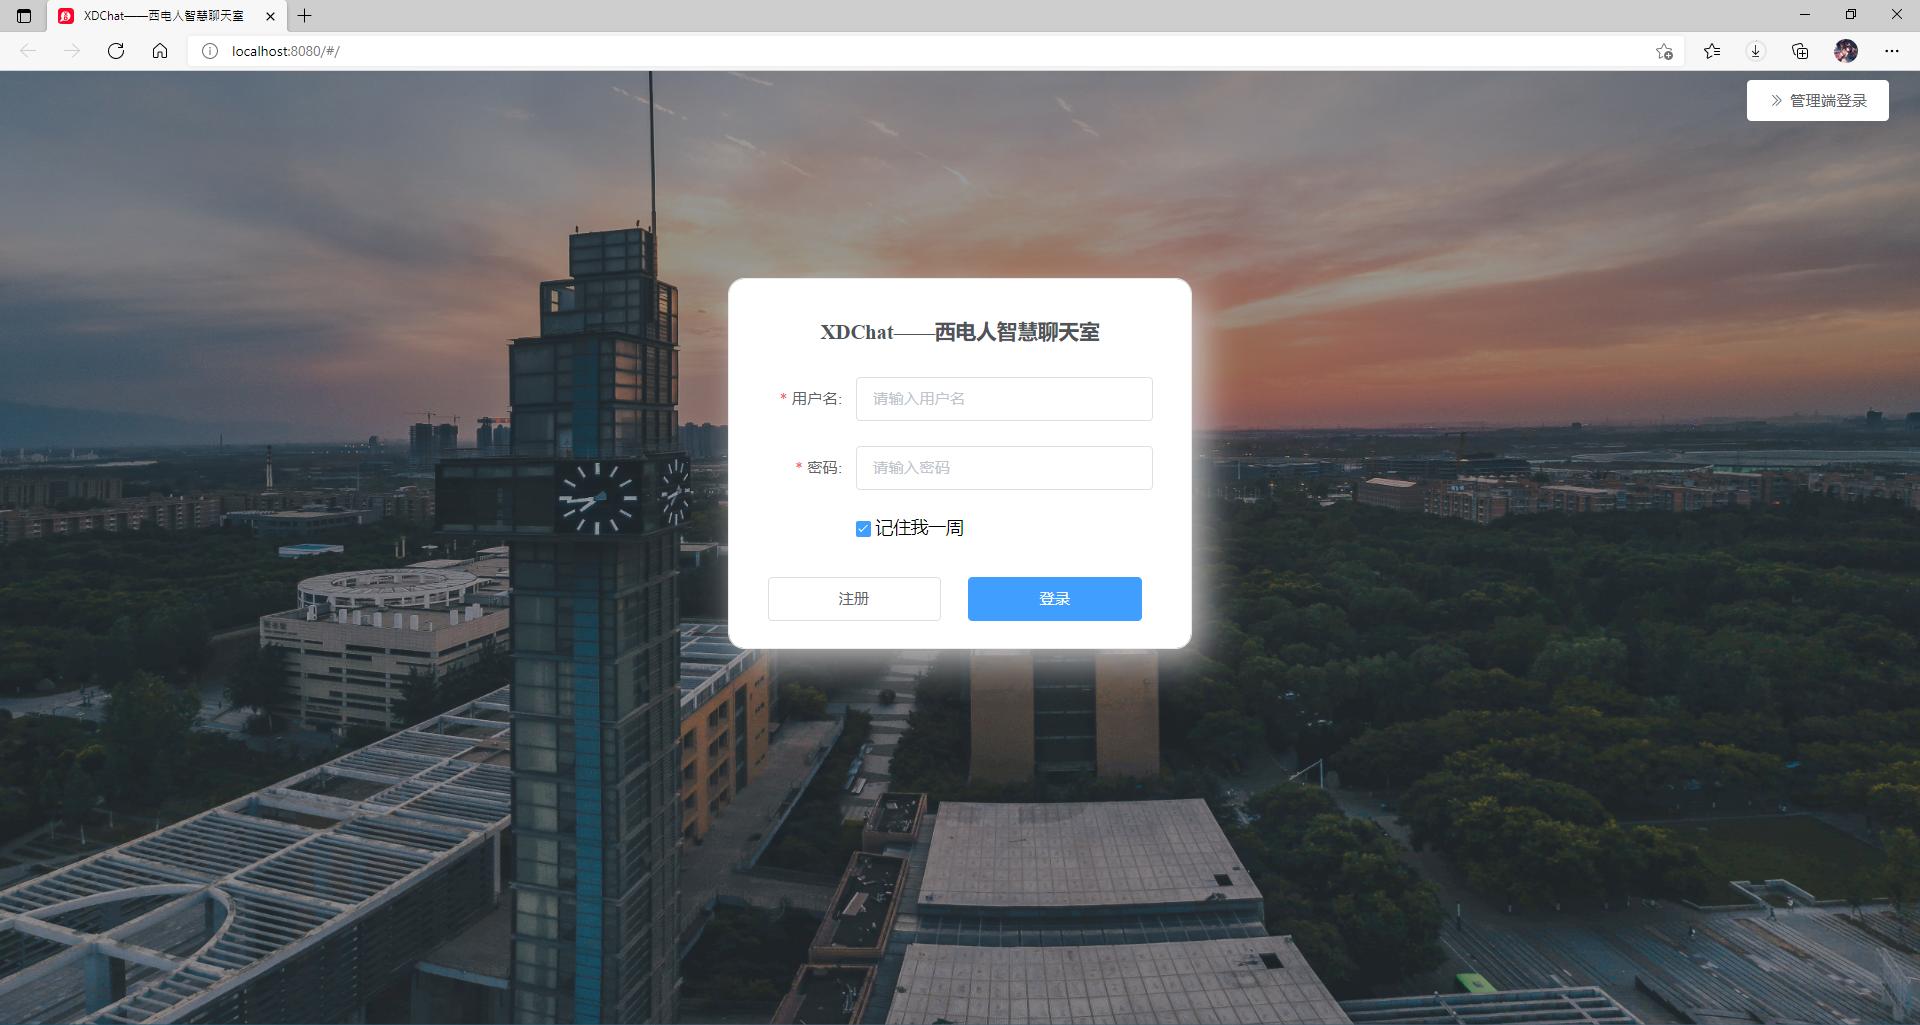 XDChat——西电人智慧聊天室
localhost:8080/#/
管理端登录
XDChat——西电人智慧聊天室
* 用户名: 请输入用户名
* 密码: 请输入密码
记住我一周
注册 登录